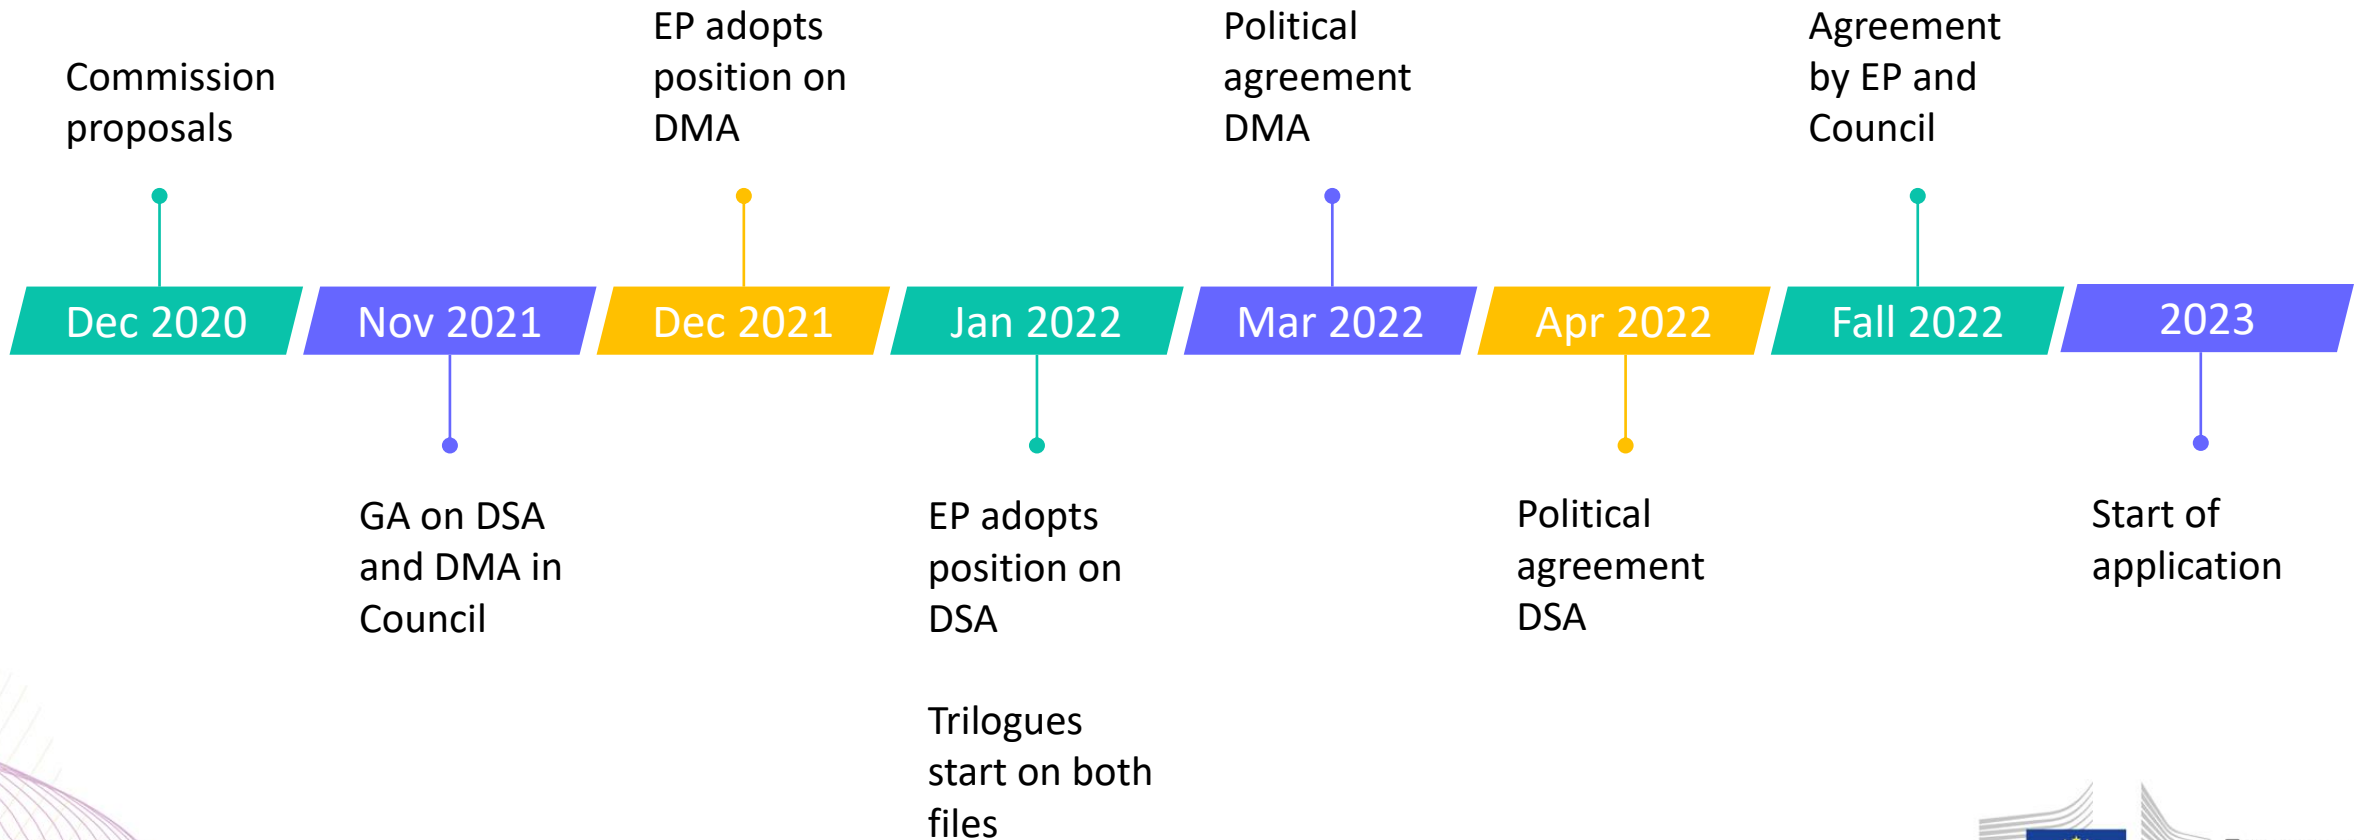 Commission
proposals
EP adopts
position on
DMA
Political
agreement
DMA
Agreement
by EP and
Council
Dec 2020
Nov 2021
Dec 2021
Jan 2022
Mar 2022
Apr 2022
Fall 2022
2023
GA on DSA
and DMA in
Council
EP adopts
position on
DSA
Trilogues
start on both
files
Political
agreement
DSA
Start of
application